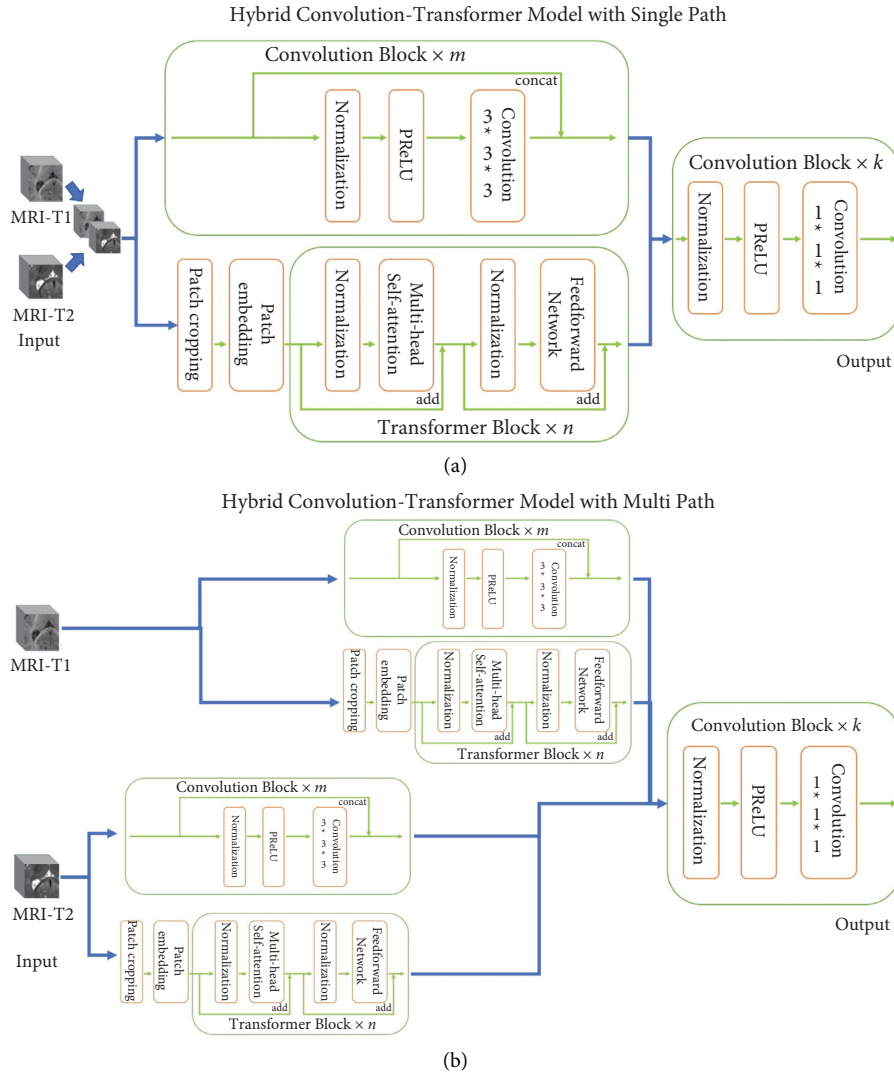 Hybrid Convolution-Transformer Model with Single Path
Convolution Block × m
concat
Normalization
PReLU
Convolution
3* 3* 3
MRI-T1
MRI-T2
Input
Patch cropping
Patch
embedding
Normalization
Multi-head
Self-attention
add
Normalization
Feedforward
Network
add
Transformer Block × n
Convolution Block × k
Normalization
PReLU
Convolution
1* 1* 1
Output
(a)
Hybrid Convolution-Transformer Model with Multi Path
Convolution Block × m
concat
Normalization
PReLU
Convolution
3* 3* 3
MRI-T1
Patch cropping
Patch
embedding
Normalization
Multi-head
Self-attention
add
Normalization
Feedforward
Network
add
Transformer Block × n
Convolution Block × m
concat
Normalization
PReLU
Convolution
3* 3* 3
MRI-T2
Input
Patch cropping
Patch
embedding
Normalization
Multi-head
Self-attention
add
Normalization
Feedforward
Network
add
Transformer Block × n
Convolution Block × k
Normalization
PReLU
Convolution
1* 1* 1
Output
(b)